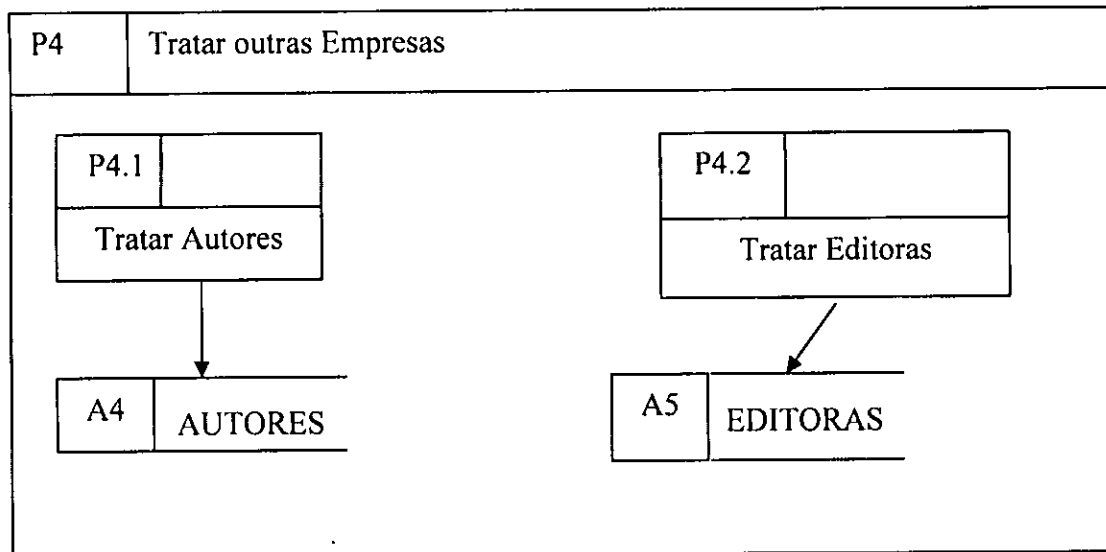 P4 Tratar outras Empresas
P4.1
Tratar Autores
P4.2
Tratar Editoras
A4 AUTORES
A5 EDITORAS